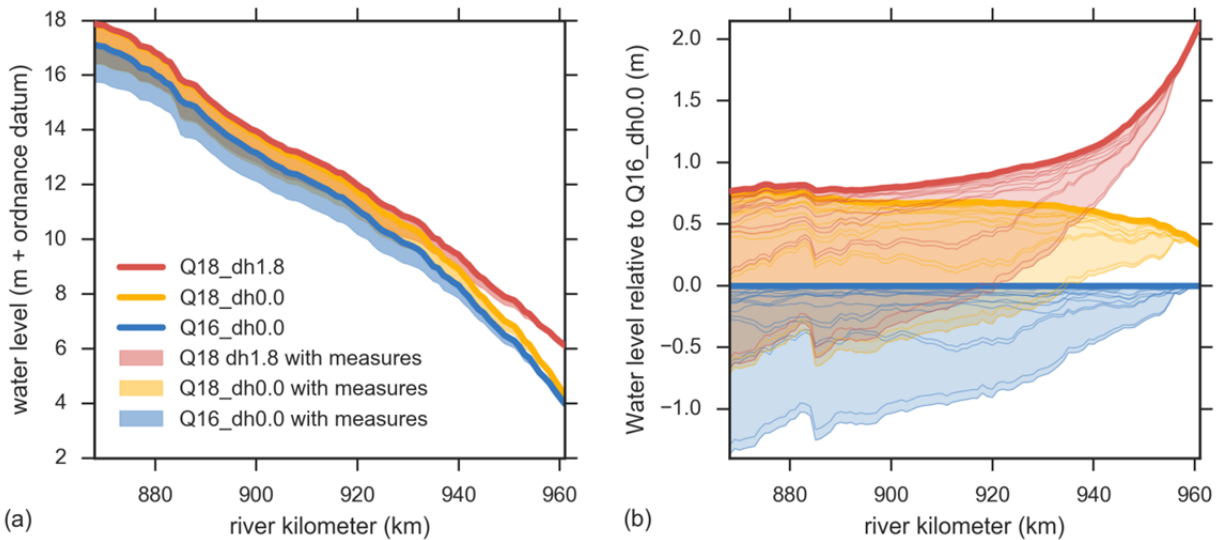 18
16
14
12
10
8
6
4
2
water level (m + ordnance datum)
Q18_dh1.8
Q18_dh0.0
Q16_dh0.0
Q18 dh1.8 with measures
Q18_dh0.0 with measures
Q16_dh0.0 with measures
880
900
920
940
960
river kilometer (km)
(a)
2.0
1.5
1.0
0.5
0.0
−0.5
−1.0
Water level relative to Q16_dh0.0 (m)
880
900
920
940
960
river kilometer (km)
(b)